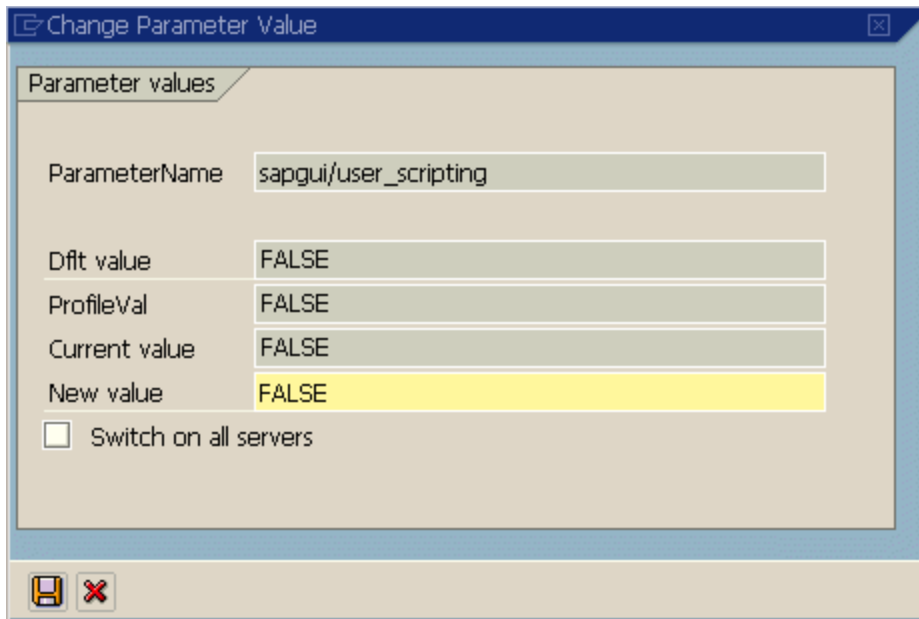 Change Parameter Value
Parameter values
ParameterName sapgui/user_scripting
Dflt value FALSE
ProfileVal FALSE
Current value FALSE
New value FALSE
Switch on all servers